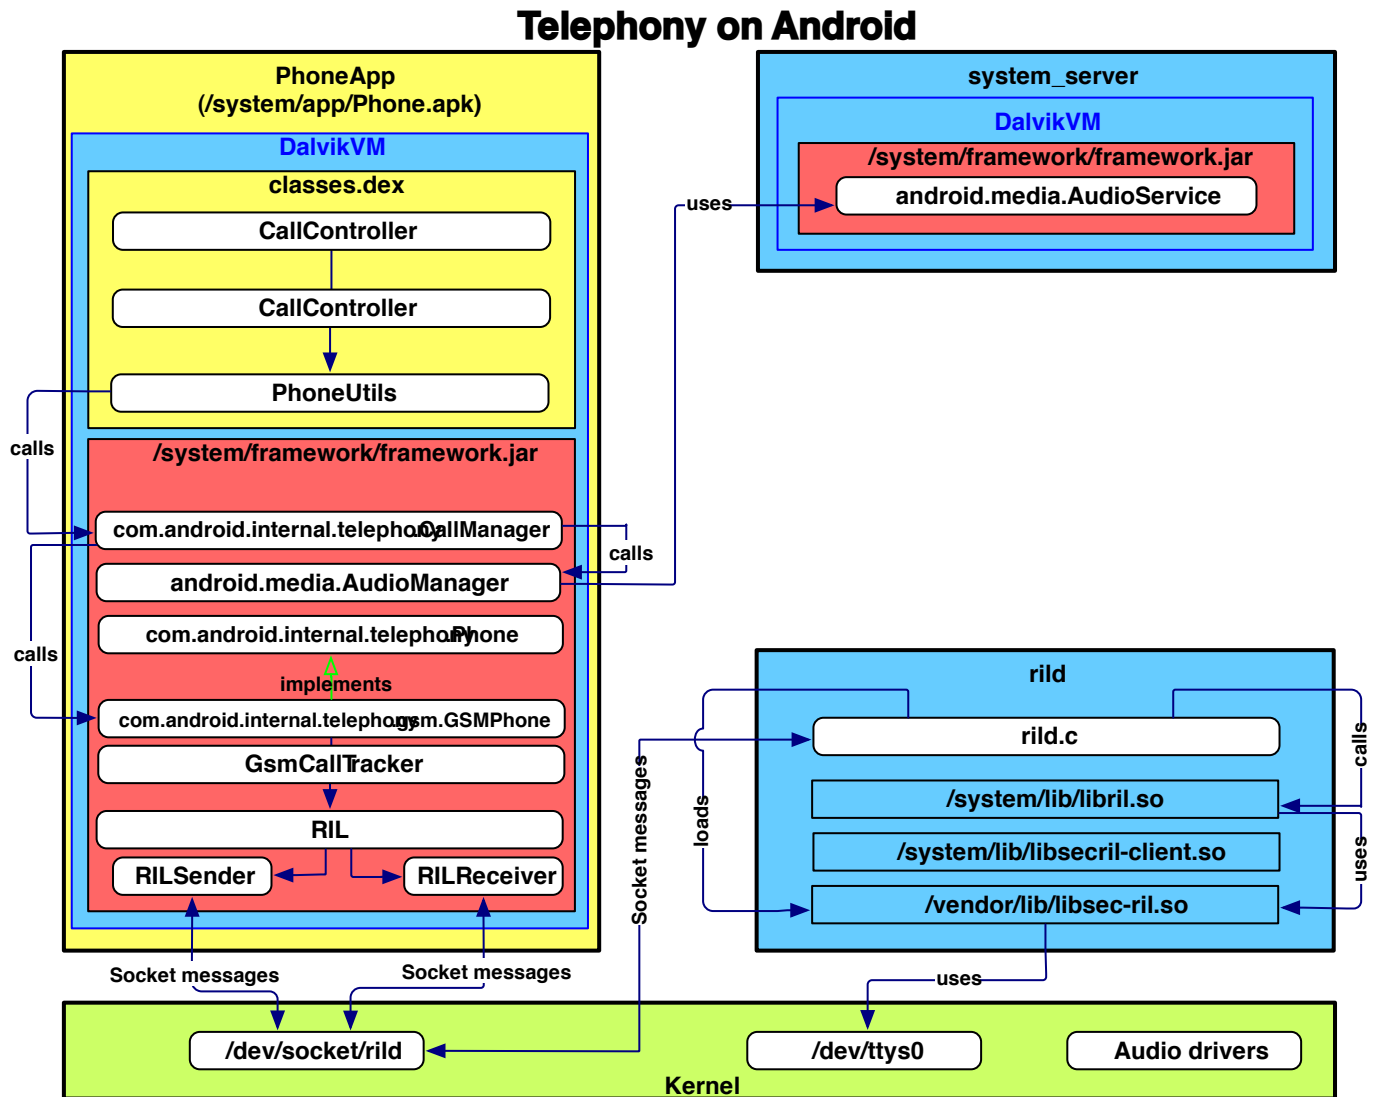 Telephony on Android
PhoneApp
(/system/app/Phone.apk)
DalvikVM
classes.dex
CallController
CallController
PhoneUtils
calls
/system/framework/framework.jar
com.android.internal.telephony.CallManager
calls
android.media.AudioManager
com.android.internal.telephony.Phone
calls
implements
com.android.internal.telephony.gsm.GSMPhone
GsmCallTracker
RIL
RILSender
RILReceiver
Socket messages
Socket messages
uses
system_server
DalvikVM
/system/framework/framework.jar
android.media.AudioService
rild
rild.c
calls
loads
Socket messages
/system/lib/libril.so
/system/lib/libsecril-client.so
uses
/vendor/lib/libsec-ril.so
uses
/dev/socket/rild
/dev/ttys0
Audio drivers
Kernel